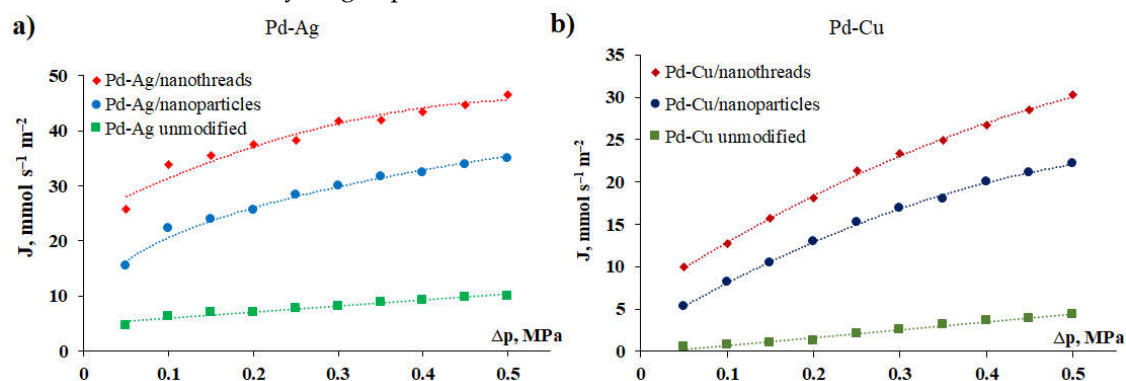 a)
Pd-Ag
J, mmol s⁻¹ m⁻²
50
40
30
20
10
0
Pd-Ag/nanothreads
Pd-Ag/nanoparticles
Pd-Ag unmodified
Δp, MPa
0 0.1 0.2 0.3 0.4 0.5
b)
Pd-Cu
J, mmol s⁻¹ m⁻²
35
30
25
20
15
10
5
0
Pd-Cu/nanothreads
Pd-Cu/nanoparticles
Pd-Cu unmodified
Δp, MPa
0 0.1 0.2 0.3 0.4 0.5